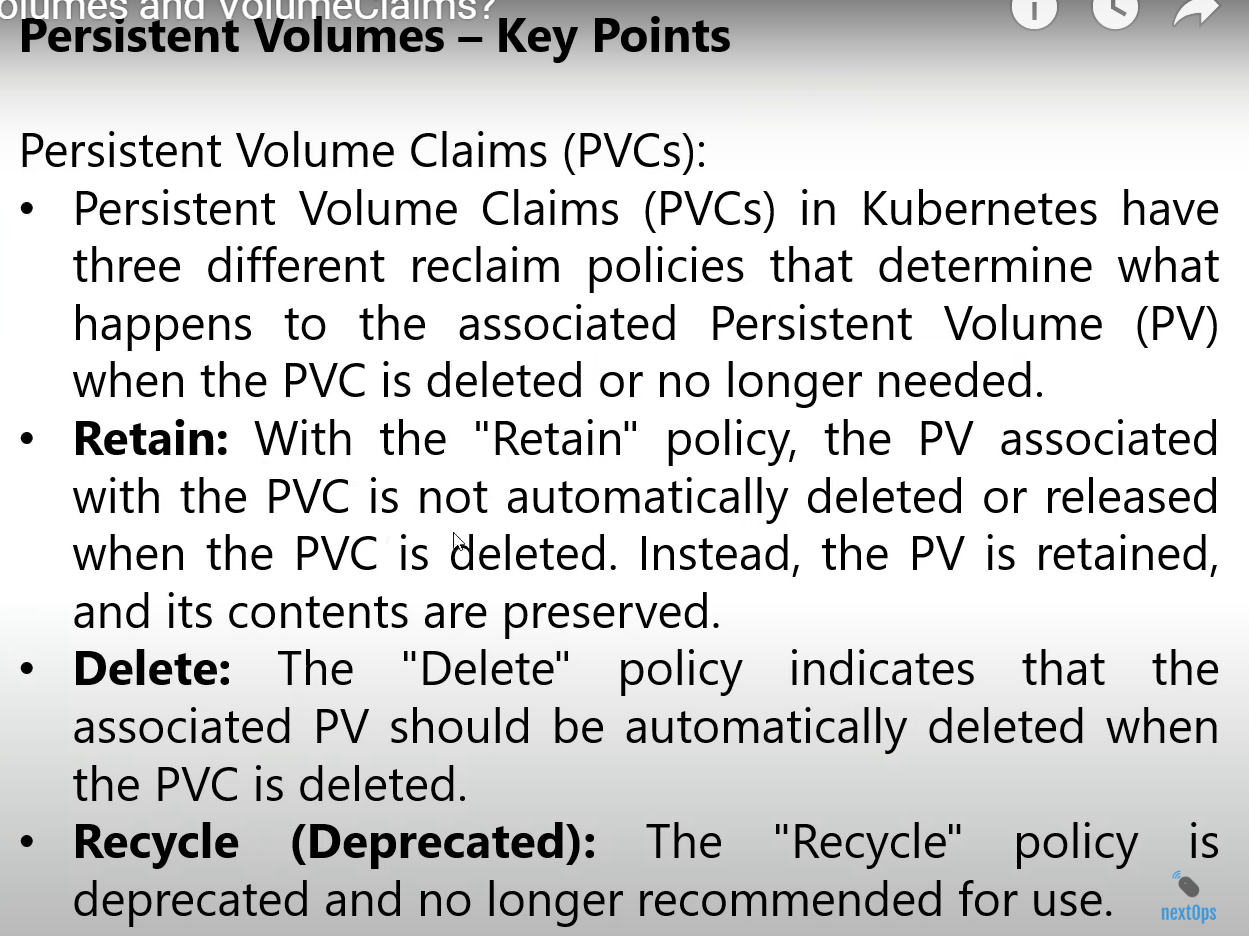 olumes and VolumeClaims?
Persistent Volumes – Key Points
Persistent Volume Claims (PVCs):
• Persistent Volume Claims (PVCs) in Kubernetes have
three different reclaim policies that determine what
happens to the associated Persistent Volume (PV)
when the PVC is deleted or no longer needed.
• Retain: With the "Retain" policy, the PV associated
with the PVC is not automatically deleted or released
when the PVC is deleted. Instead, the PV is retained,
and its contents are preserved.
• Delete: The "Delete" policy indicates that the
associated PV should be automatically deleted when
the PVC is deleted.
• Recycle (Deprecated): The "Recycle" policy is
deprecated and no longer recommended for use.
nextOps